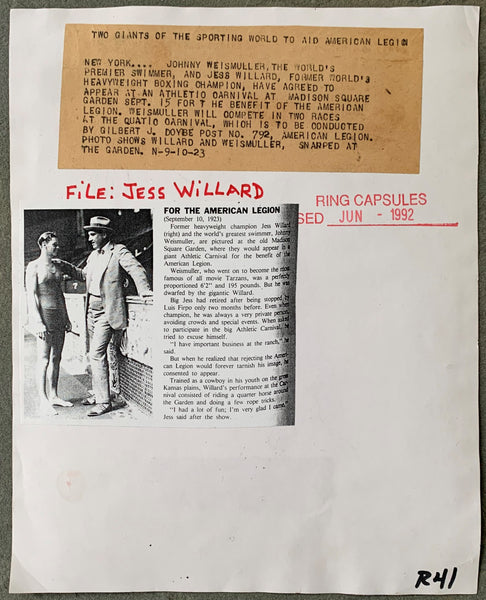 TWO GIANTS OF THE SPORTING WORLD TO AID AMERICAN LEGION
NEW YORK.... JOHNNY WEISMULLER,THE WORLD'S
PREMIER SWIMMER, AND JESS WILLARD, FORMER WORLD'S
HEAVYWEIGHT BOXING CHAMPION, HAVE AGREED TO
APPEAR AT AN ATHLETIC CARNIVAL AT MADISON SQUARE
GARDEN SEPT. 15 FOR T HE BENEFIT OF THE AMERICAN
LEGION. WEISMULLER WILL COMPETE IN TWO RACES
AT THE QUATIC CARNIVAL, WHICH IS TO BE CONDUCTED
BY GILBERT J. DOYBE POST NO. 792, AMERICAN LEGION.
PHOTO SHOWS WILLARD AND WEISMULLER, SNARPED AT
THE GARDEN. N-9-10-23
FILE: JESS WILLARD
RING CAPSULES
SED JUN - 1992
FOR THE AMERICAN LEGION
(September 10, 1923)
Former heavyweight champion Jess Willard
(right) and the world's greatest swimmer, Johnny
Weismuller, are pictured at the old Madison
Square Garden, where they would appear in a
giant Athletic Carnival for the benefit of the
American Legion.
Weismuller, who went on to become the most
famous of all movie Tarzans, was a perfectly
proportioned 6'2" and 195 pounds. But he was
dwarfed by the gigantic Willard.
Big Jess had retired after being stopped by
Luis Firpo only two months before. Even when
champion, he was always a very private person,
avoiding crowds and special events. When asked
to participate in the big Athletic Carnival, he
tried to excuse himself.
"I have important business at the ranch," he
said.
But when he realized that rejecting the Amer-
ican Legion would forever tarnish his image, he
consented to appear.
Trained as a cowboy in his youth on the great
Kansas plains, Willard's performance at the Car-
nival consisted of riding a quarter horse around
the Garden and doing a few rope tricks.
"I had a lot of fun; I'm very glad I came,"
Jess said after the show.
R41